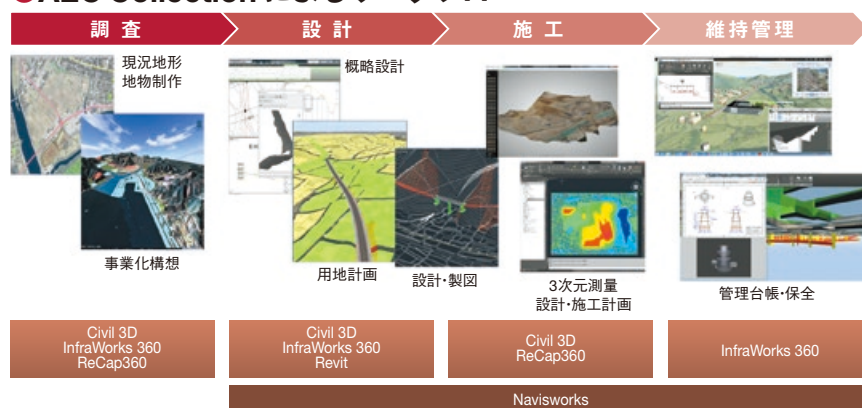 調査
設計
施工
維持管理
現況地形
地物制作
事業化構想
概略設計
用地計画
設計・製図
3次元測量
設計・施工計画
管理台帳・保全
Civil 3D
InfraWorks 360
ReCap360
Civil 3D
InfraWorks 360
Revit
Civil 3D
ReCap360
InfraWorks 360
Navisworks